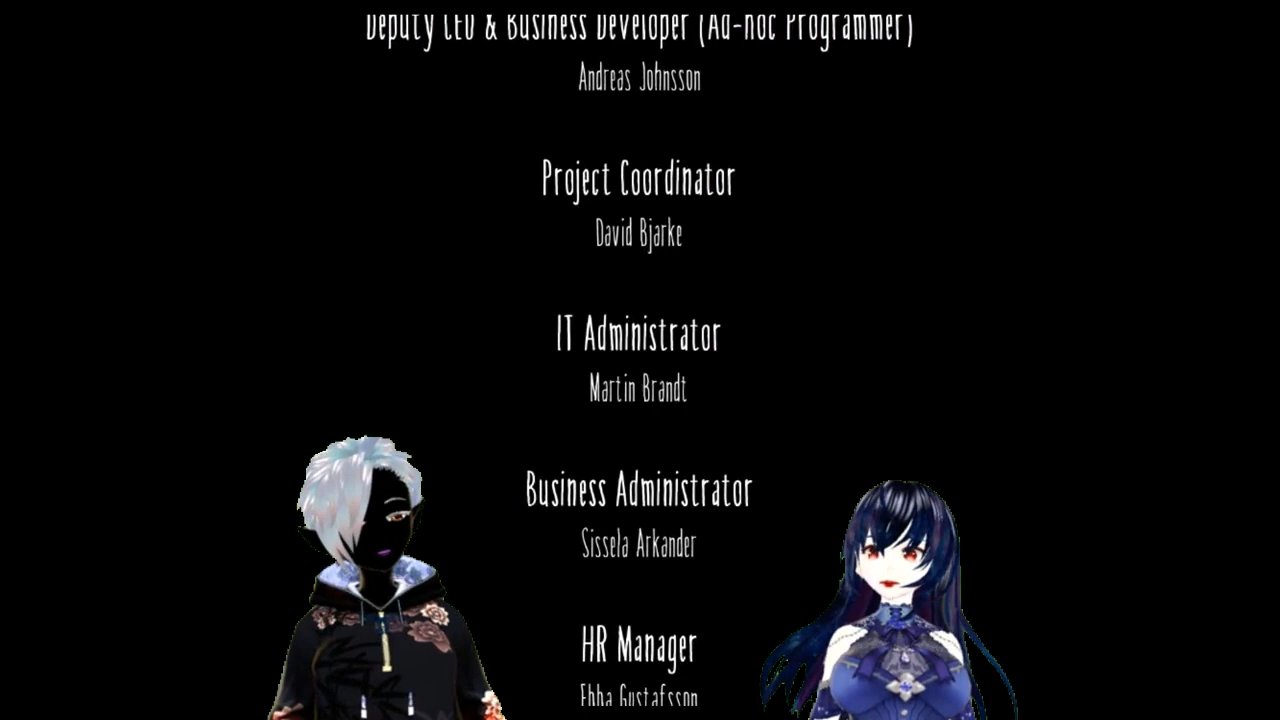 Deputy CEO & Business Developer (Ad-hoc Programmer)
Andreas Johnsson
Project Coordinator
David Bjarke
IT Administrator
Martin Brandt
Business Administrator
Sissela Arkander
HR Manager
Ebba Gustafsson